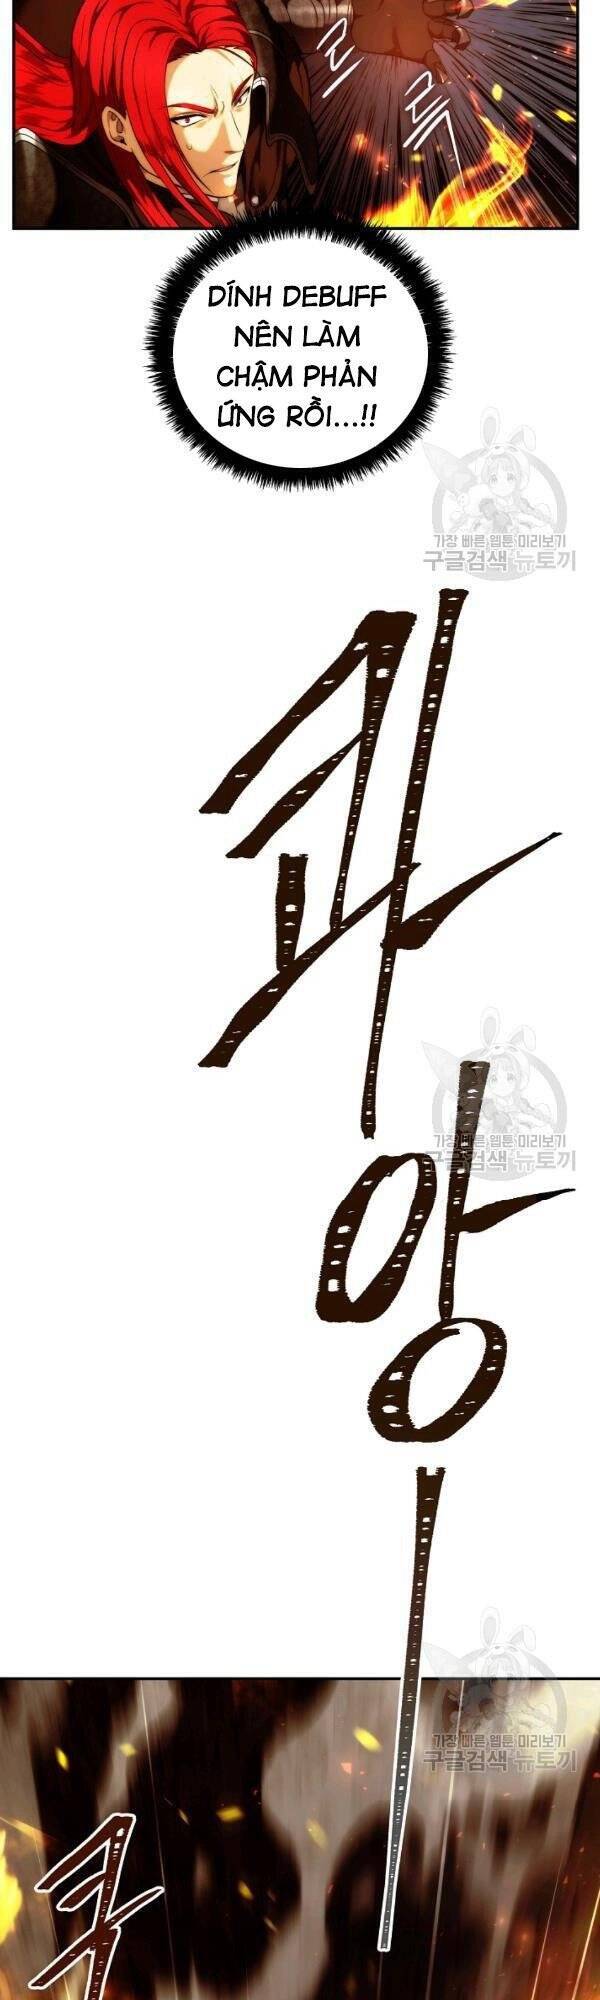 DÍNH DEBUFF
NÊN LÀM
CHẬM PHẢN
ỨNG RỒI...!!
가장 빠른 웹툰 미리보기
구글검색 뉴토끼
콰
가장 빠른 웹툰 미리보기
구글검색 뉴토끼
앙
가장 빠른 웹툰 미리보기
구글검색 뉴토끼